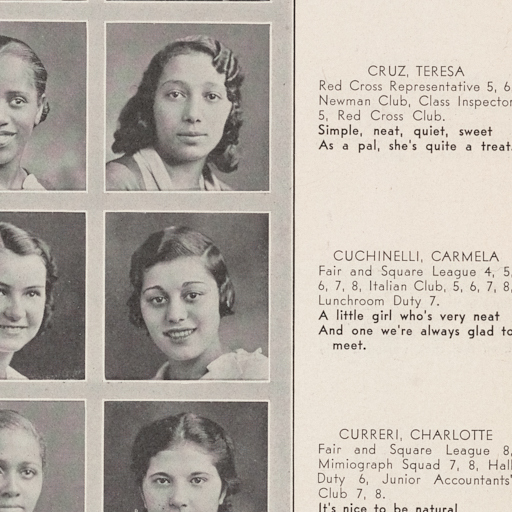 CRUZ, TERESA
Red Cross Representative 5, 6
Newman Club, Class Inspector
5, Red Cross Club.
Simple, neat, quiet, sweet
As a pal, she's quite a treat.
CUCHINELLI, CARMELA
Fair and Square League 4, 5,
6, 7, 8, Italian Club, 5, 6, 7, 8,
Lunchroom Duty 7.
A little girl who's very neat
And one we're always glad to
meet.
CURRERI, CHARLOTTE
Fair and Square League 8,
Mimiograph Squad 7, 8, Hall
Duty 6, Junior Accountants'
Club 7, 8.
It's nice to be natural